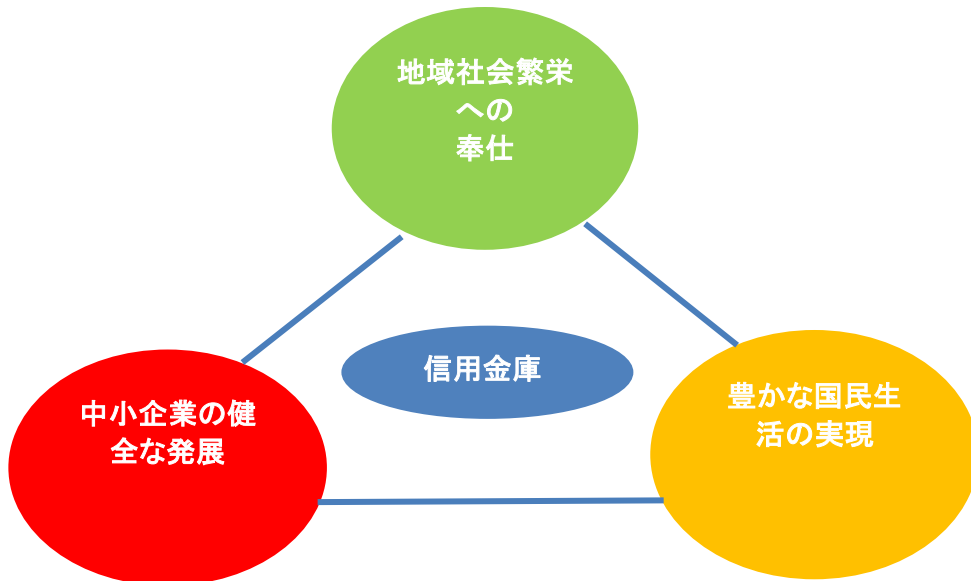 地域社会繁栄
への
奉仕
信用金庫
中小企業の健
全な発展
豊かな国民生
活の実現